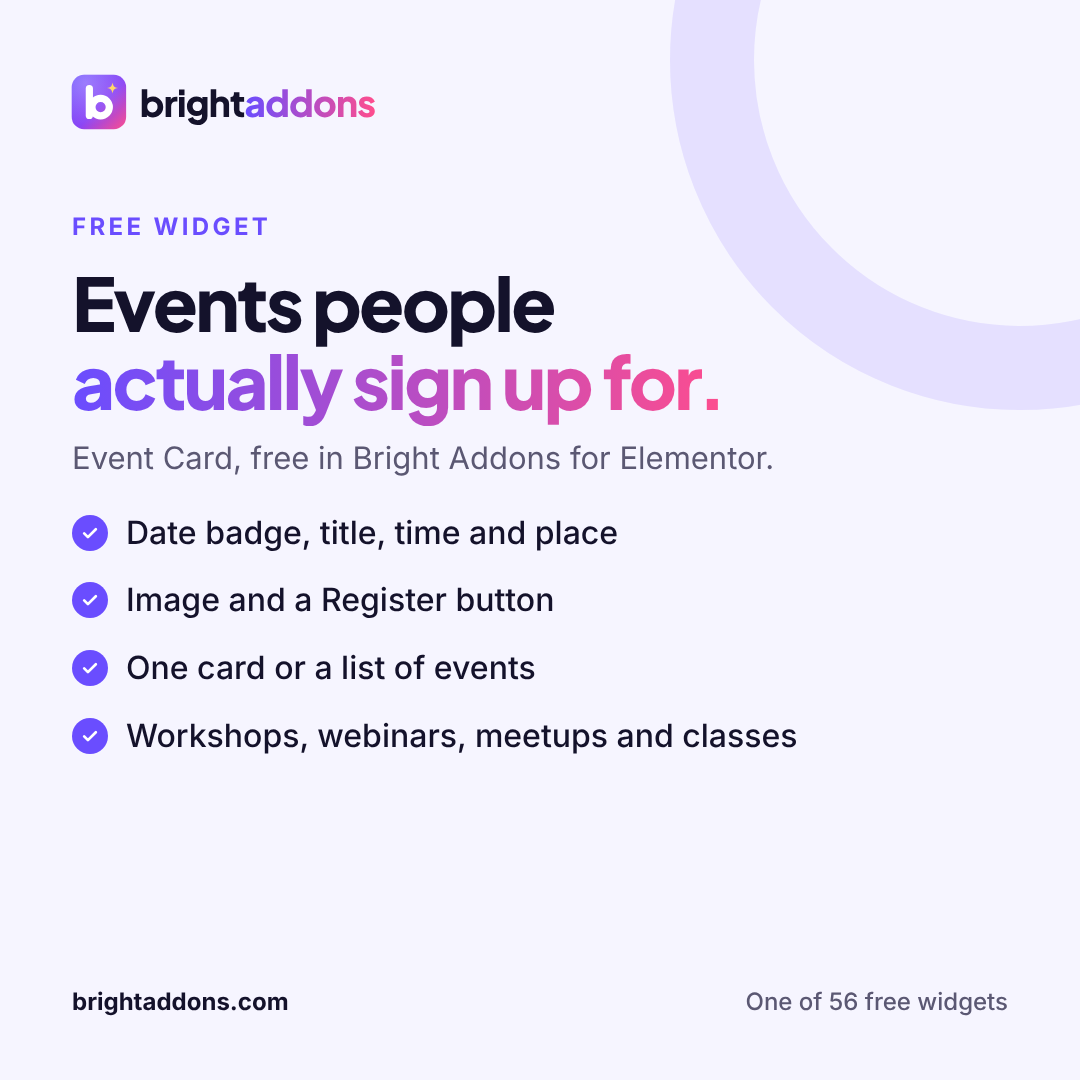 brightaddons
FREE WIDGET
Events people
actually sign up for.
Event Card, free in Bright Addons for Elementor.
Date badge, title, time and place
Image and a Register button
One card or a list of events
Workshops, webinars, meetups and classes
brightaddons.com
One of 56 free widgets